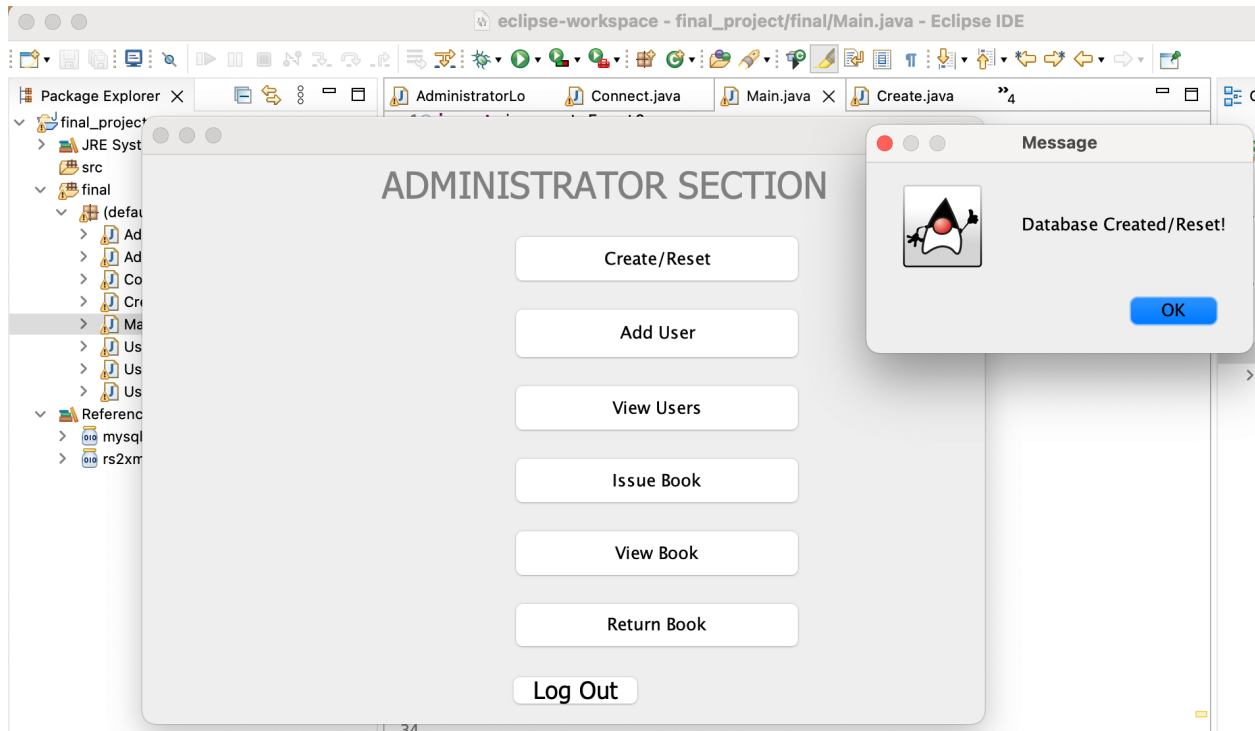 eclipse-workspace - final_project/final/Main.java - Eclipse IDE
Package Explorer
AdministratorLo
Connect.java
Main.java
Create.java
4
final_project
JRE Syst
src
final
(defau
Ad
Ad
Co
Cre
Ma
Us
Us
Us
Referenc
mysql
rs2xm
ADMINISTRATOR SECTION
Create/Reset
Add User
View Users
Issue Book
View Book
Return Book
Log Out
Message
Database Created/Reset!
OK
34